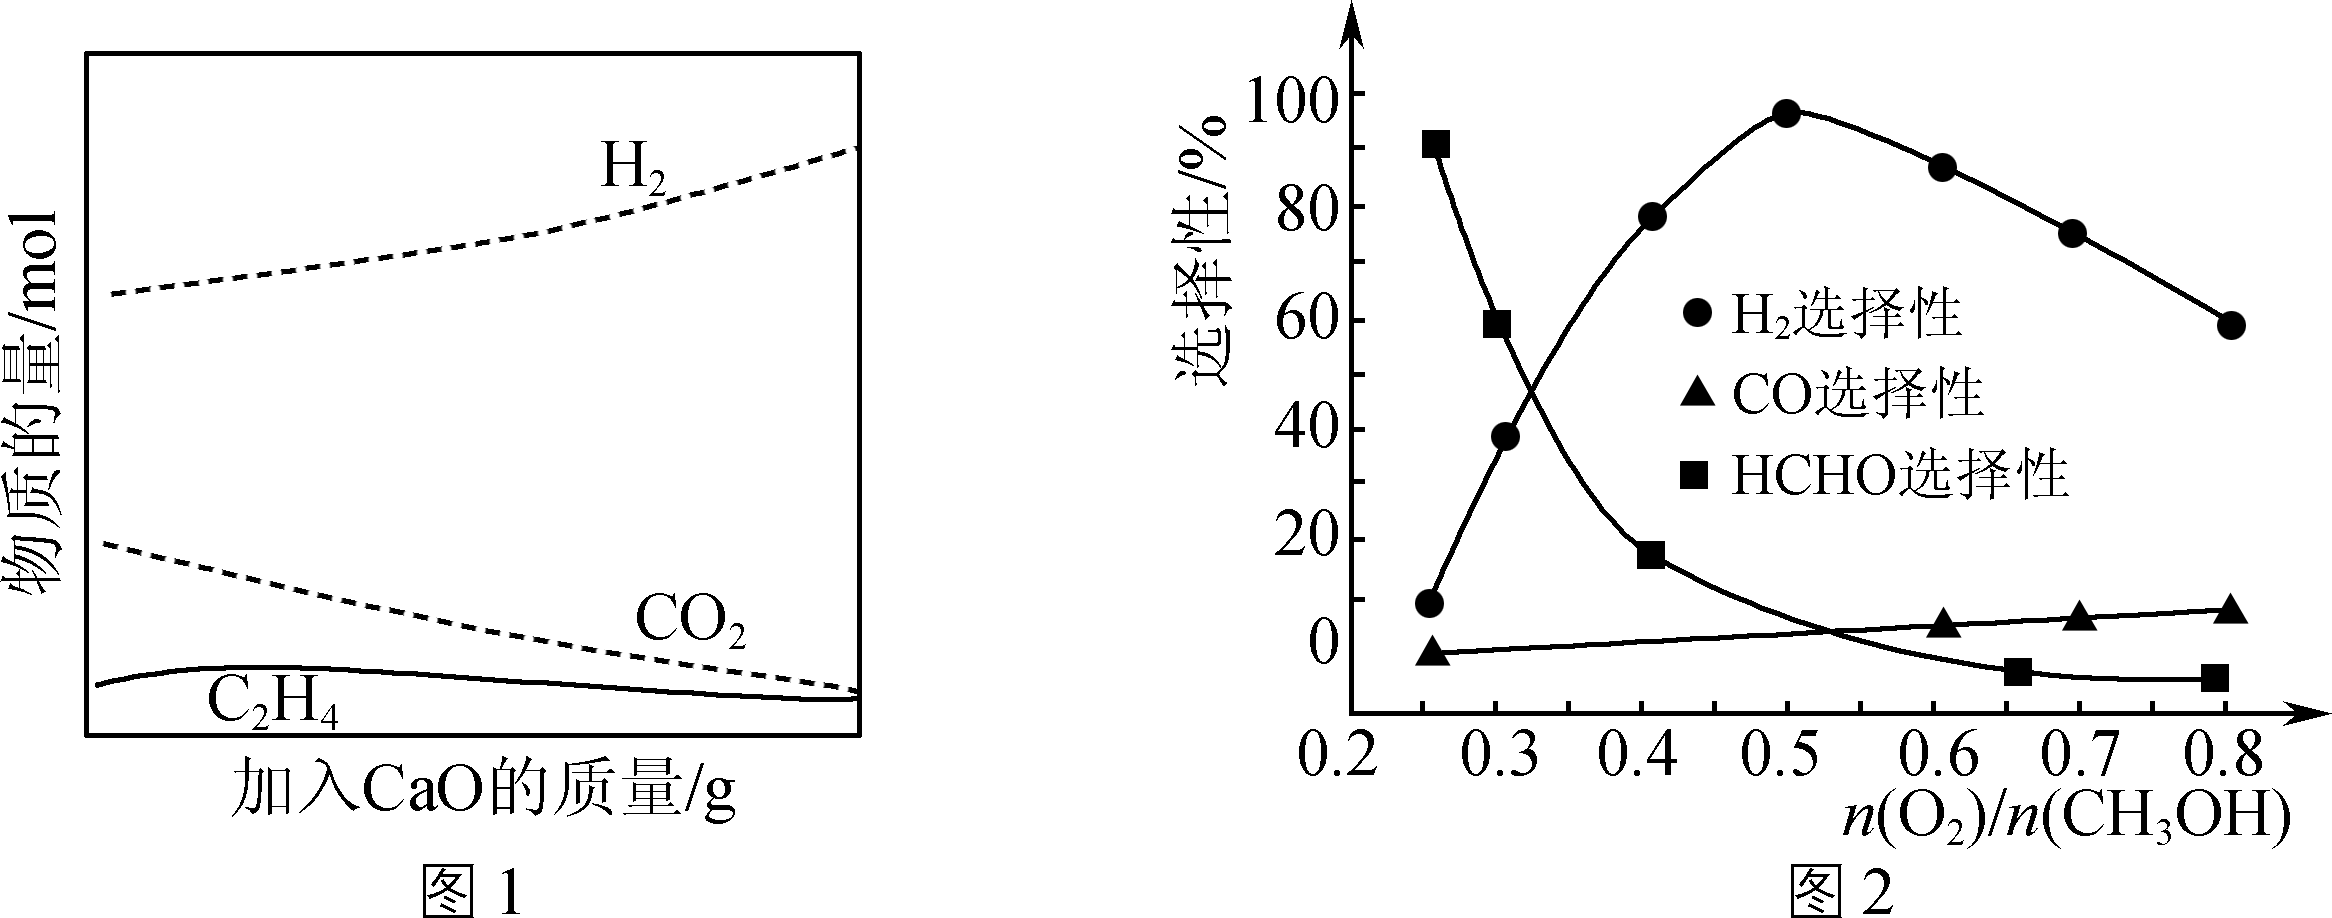 物质的量/mol
H₂
CO₂
C₂H₄
加入CaO的质量/g
图 1
选择性/%
100
80
60
40
20
0
H₂选择性
CO选择性
HCHO选择性
0.2 0.3 0.4 0.5 0.6 0.7 0.8
n(O₂)/n(CH₃OH)
图 2